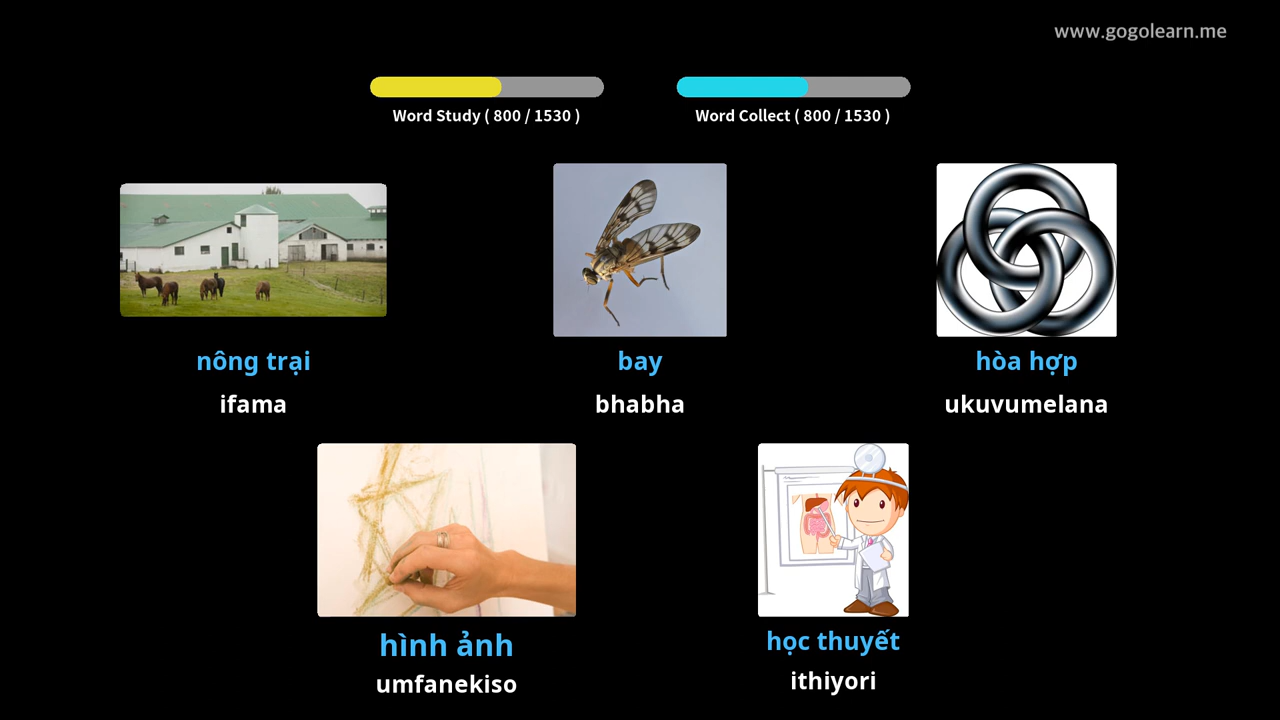 www.gogolearn.me
Word Study ( 800 / 1530 )
Word Collect ( 800 / 1530 )
nông trại
ifama
bay
bhabha
hòa hợp
ukuvumelana
hình ảnh
umfanekiso
học thuyết
ithiyori